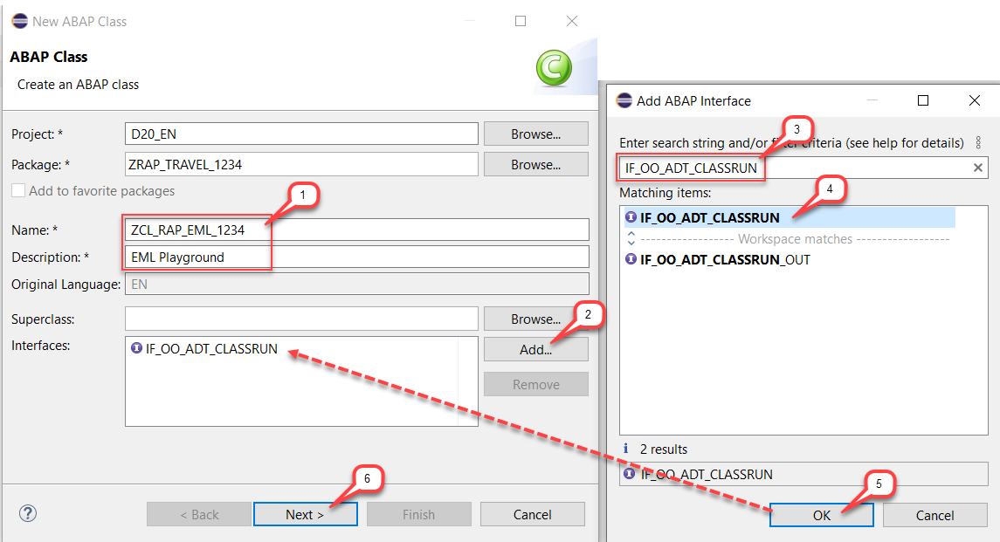 New ABAP Class
ABAP Class
Create an ABAP class
Project: * D20_EN Browse...
Package: * ZRAP_TRAVEL_1234 Browse...
Add to favorite packages
1
Name: * ZCL_RAP_EML_1234
Description: * EML Playground
Original Language: EN
Superclass: Browse...
2
Interfaces: IF_OO_ADT_CLASSRUN Add...
Remove
6
< Back Next > Finish Cancel
Add ABAP Interface
3
Enter search string and/or filter criteria (see help for details)
IF_OO_ADT_CLASSRUN
Matching items:
4
IF_OO_ADT_CLASSRUN
Workspace matches
IF_OO_ADT_CLASSRUN_OUT
2 results
IF_OO_ADT_CLASSRUN
5
OK Cancel